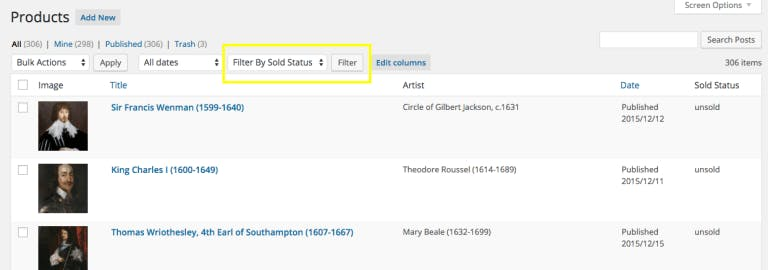 Screen Options
Products Add New
All (306) | Mine (298) | Published (306) | Trash (3)
Search Posts
Bulk Actions Apply All dates Filter By Sold Status Filter Edit columns 306 items
Image Title Artist Date Sold Status
Sir Francis Wenman (1599-1640) Circle of Gilbert Jackson, c.1631 Published unsold
2015/12/12
King Charles I (1600-1649) Theodore Roussel (1614-1689) Published unsold
2015/12/11
Thomas Wriothesley, 4th Earl of Southampton (1607-1667) Mary Beale (1632-1699) Published unsold
2015/12/15